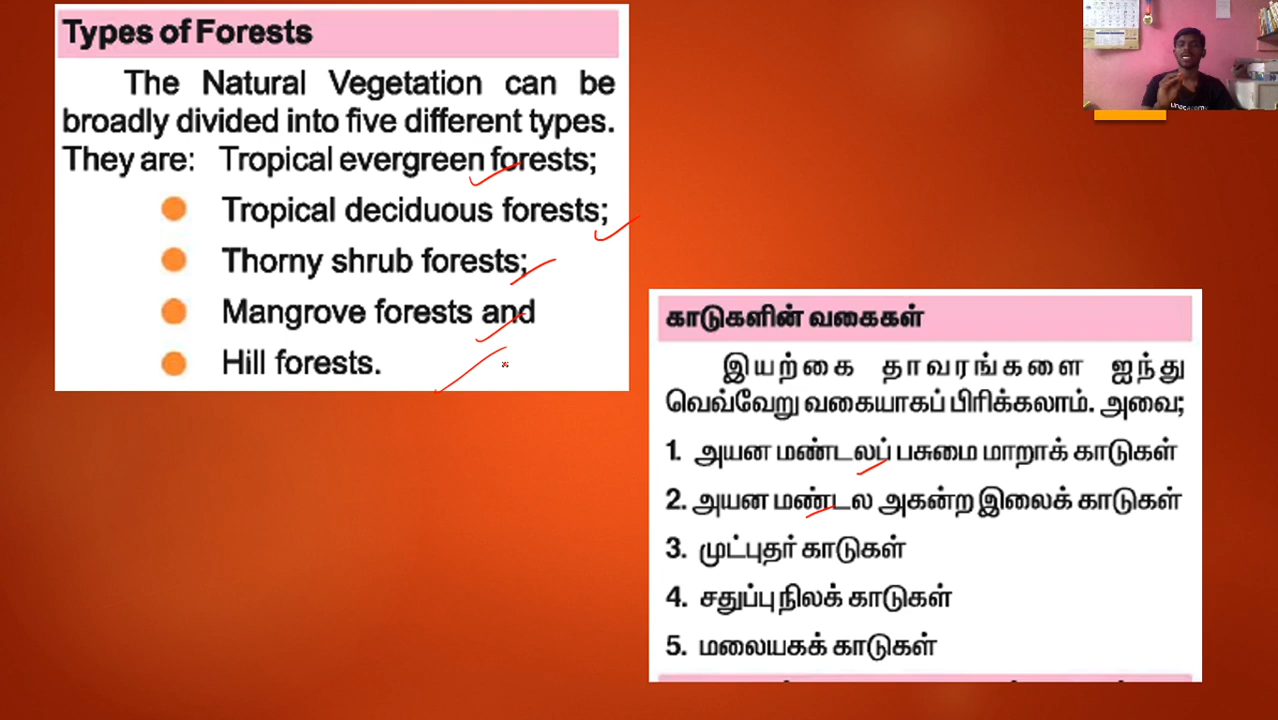 Types of Forests
The Natural Vegetation can be
broadly divided into five different types.
They are: Tropical evergreen forests;
Tropical deciduous forests;
Thorny shrub forests;
Mangrove forests and
Hill forests.
காடுகளின் வகைகள்
இயற்கை தாவரங்களை ஐந்து
வெவ்வேறு வகையாகப் பிரிக்கலாம். அவை;
1. அயன மண்டலப் பசுமை மாறாக் காடுகள்
2. அயன மண்டல அகன்ற இலைக் காடுகள்
3. முட்புதர் காடுகள்
4. சதுப்பு நிலக் காடுகள்
5. மலையகக் காடுகள்